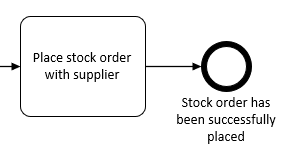 Place stock order
with supplier
Stock order has
been successfully
placed